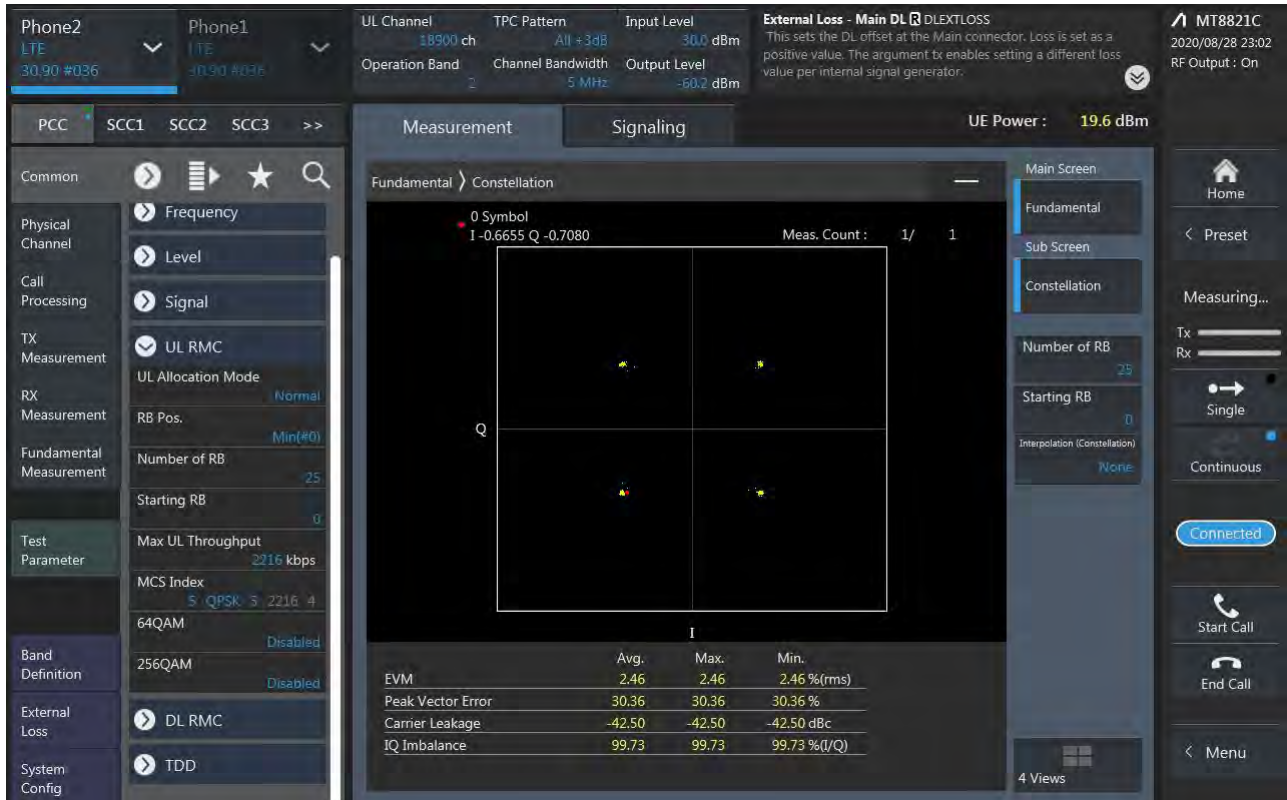 Phone2
LTE
30.90 #036
Phone1
LTE
30.90 #036
UL Channel
18900 ch
Operation Band
2
TPC Pattern
All +3dB
Channel Bandwidth
5 MHz
Input Level
30.0 dBm
Output Level
-60.2 dBm
External Loss - Main DL R DLEXTLOSS
This sets the DL offset at the Main connector. Loss is set as a
positive value. The argument tx enables setting a different loss
value per internal signal generator.
MT8821C
2020/08/28 23:02
RF Output : On
PCC SCC1 SCC2 SCC3 >>
Measurement
Signaling
UE Power : 19.6 dBm
Common
Physical
Channel
Call
Processing
TX
Measurement
RX
Measurement
Fundamental
Measurement
Test
Parameter
Band
Definition
External
Loss
System
Config
Frequency
Level
Signal
UL RMC
UL Allocation Mode
Normal
RB Pos.
Min(#0)
Number of RB
25
Starting RB
0
Max UL Throughput
2216 kbps
MCS Index
5 QPSK 5 2216 4
64QAM
Disabled
256QAM
Disabled
DL RMC
TDD
Fundamental 〉 Constellation
0 Symbol
I -0.6655 Q -0.7080
Meas. Count : 1/ 1
Q
I
Avg. Max. Min.
EVM 2.46 2.46 2.46 %(rms)
Peak Vector Error 30.36 30.36 30.36 %
Carrier Leakage -42.50 -42.50 -42.50 dBc
IQ Imbalance 99.73 99.73 99.73 %(I/Q)
Main Screen
Fundamental
Sub Screen
Constellation
Number of RB
25
Starting RB
0
Interpolation (Constellation)
None
4 Views
Home
< Preset
Measuring...
Tx
Rx
Single
Continuous
Connected
Start Call
End Call
< Menu